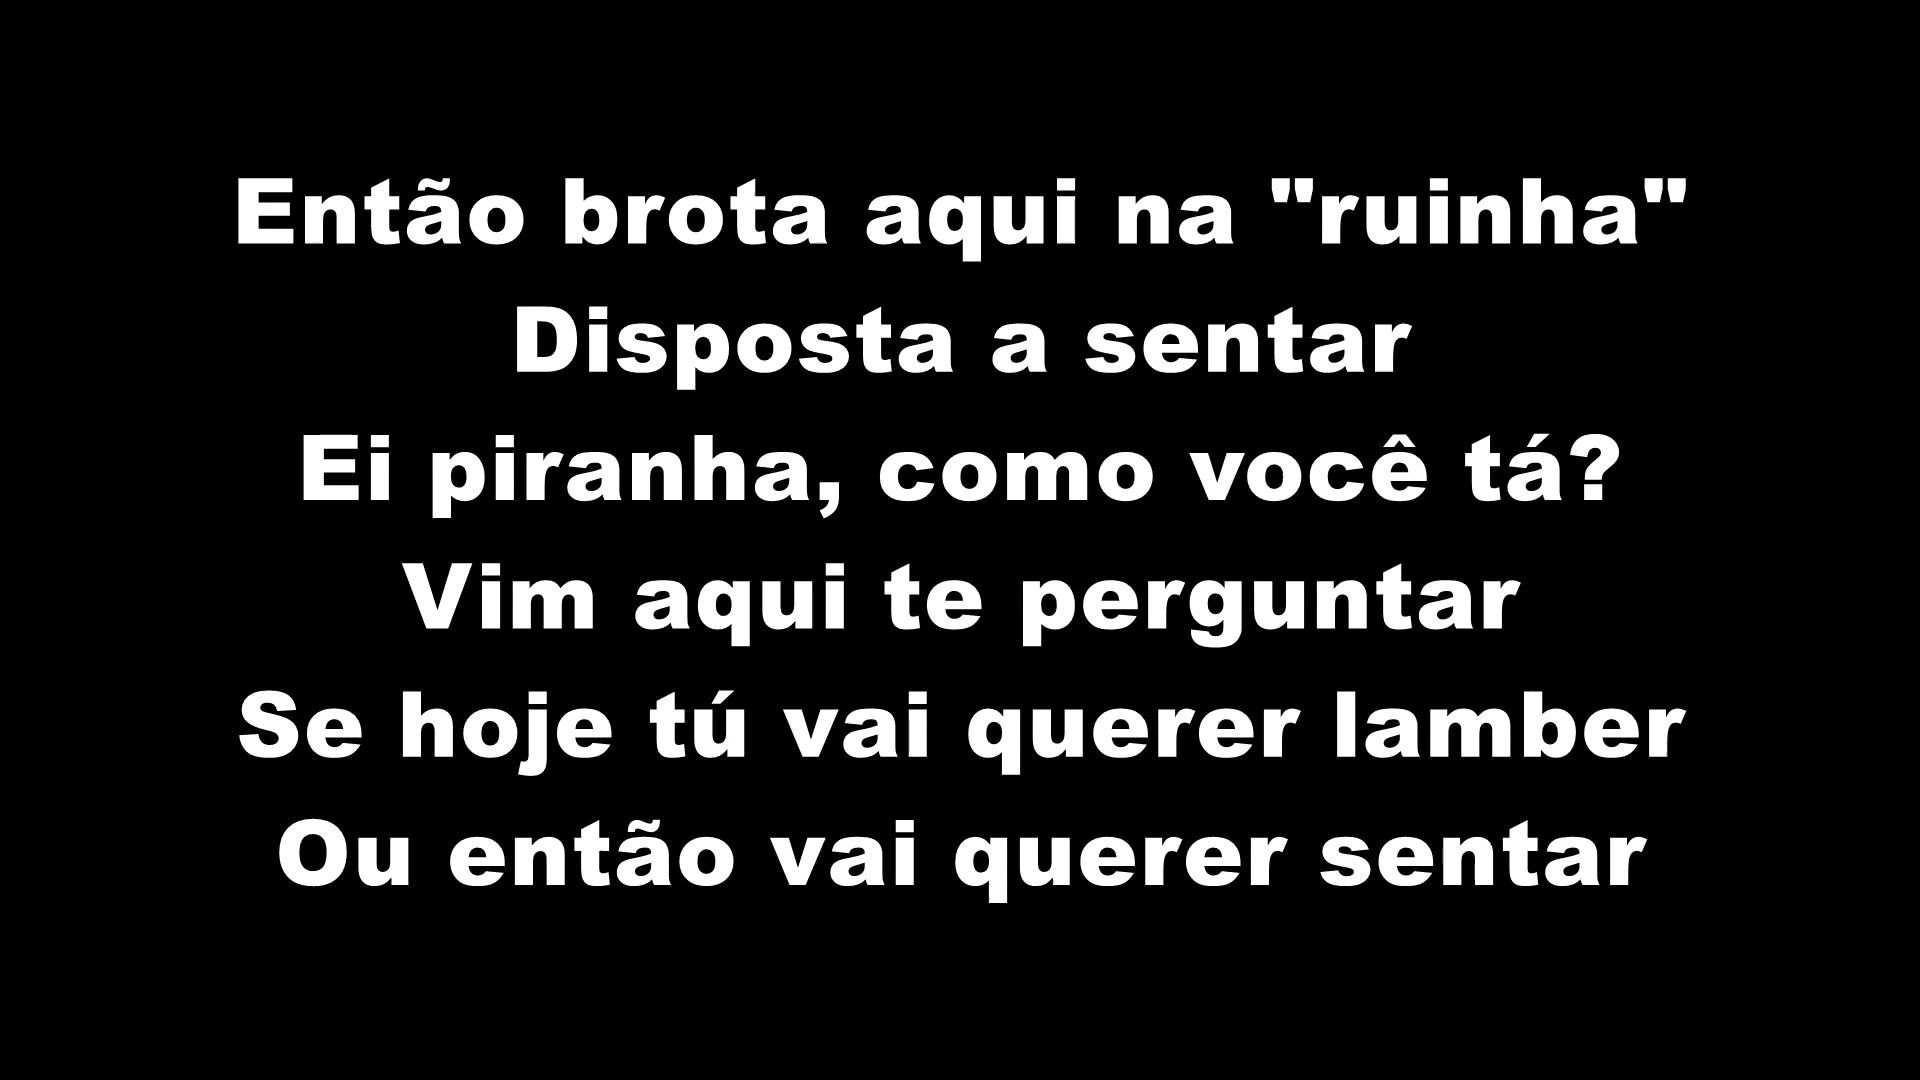 Então brota aqui na "ruinha"
Disposta a sentar
Ei piranha, como você tá?
Vim aqui te perguntar
Se hoje tú vai querer lamber
Ou então vai querer sentar